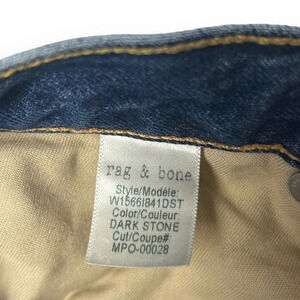 rag & bone
Style/Modèle:
W1566I841DST
Color/Couleur:
DARK STONE
Cut/Coupe#:
MPO-00028